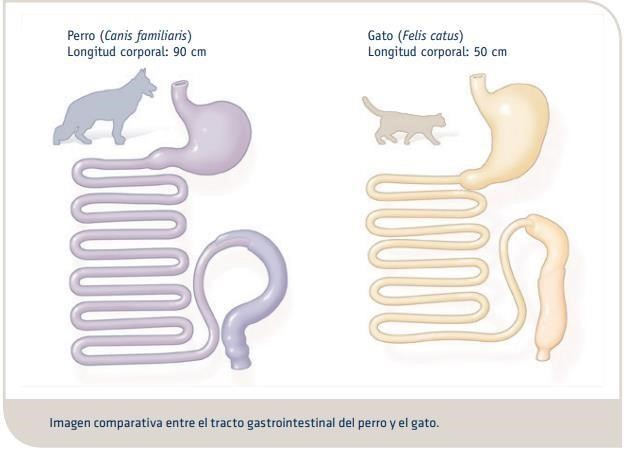 Perro (Canis familiaris)
Longitud corporal: 90 cm
Gato (Felis catus)
Longitud corporal: 50 cm
Imagen comparativa entre el tracto gastrointestinal del perro y el gato.